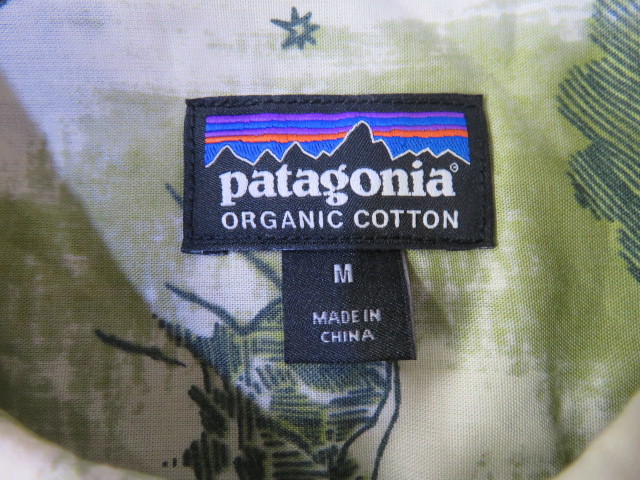 patagonia®
ORGANIC COTTON
M
MADE IN
CHINA